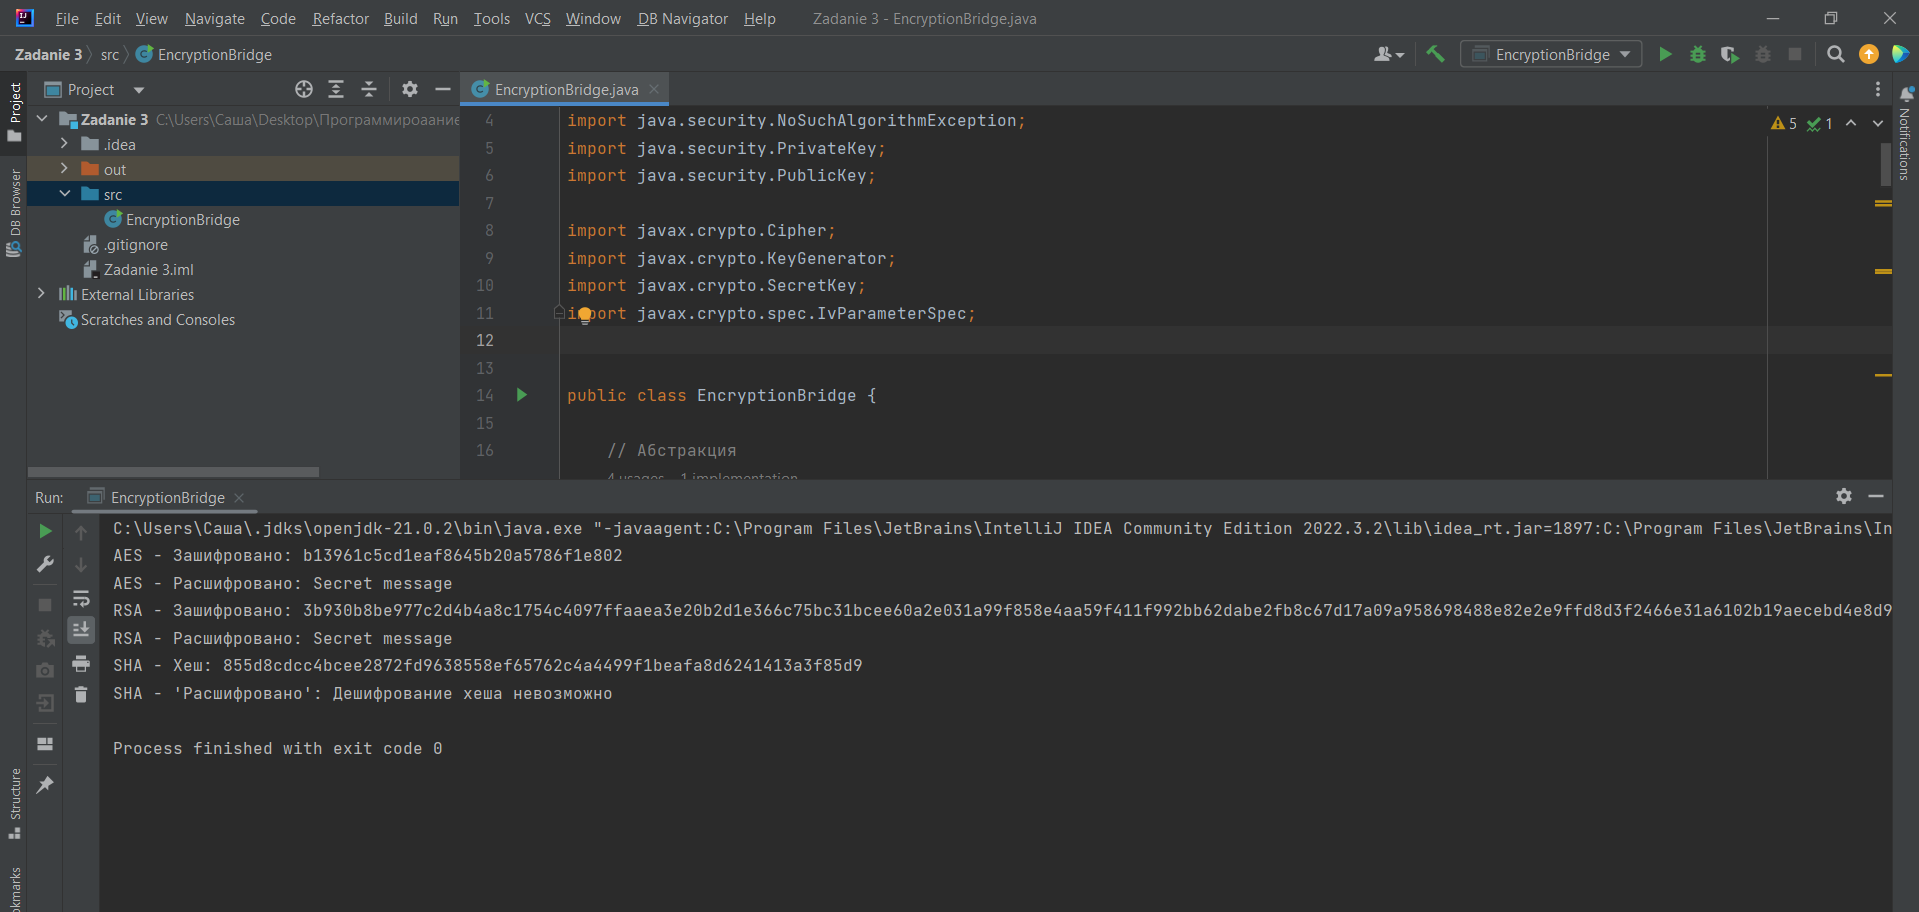 File Edit View Navigate Code Refactor Build Run Tools VCS Window DB Navigator Help Zadanie 3 - EncryptionBridge.java
Zadanie 3 src EncryptionBridge EncryptionBridge
Project
EncryptionBridge.java
Zadanie 3 C:\Users\Саша\Desktop\Программироаание
.idea
out
src
EncryptionBridge
.gitignore
Zadanie 3.iml
External Libraries
Scratches and Consoles
Project
DB Browser
Structure
Notifications
5 1
4 import java.security.NoSuchAlgorithmException;
5 import java.security.PrivateKey;
6 import java.security.PublicKey;
7
8 import javax.crypto.Cipher;
9 import javax.crypto.KeyGenerator;
10 import javax.crypto.SecretKey;
11 import javax.crypto.spec.IvParameterSpec;
12
13
14 public class EncryptionBridge {
15
16 // Абстракция
4 usages 1 implementation
Run: EncryptionBridge
C:\Users\Саша\.jdks\openjdk-21.0.2\bin\java.exe "-javaagent:C:\Program Files\JetBrains\IntelliJ IDEA Community Edition 2022.3.2\lib\idea_rt.jar=1897:C:\Program Files\JetBrains\In
AES - Зашифровано: b13961c5cd1eaf8645b20a5786f1e802
AES - Расшифровано: Secret message
RSA - Зашифровано: 3b930b8be977c2d4b4a8c1754c4097ffaaea3e20b2d1e366c75bc31bcee60a2e031a99f858e4aa59f411f992bb62dabe2fb8c67d17a09a958698488e82e2e9ffd8d3f2466e31a6102b19aecebd4e8d9
RSA - Расшифровано: Secret message
SHA - Хеш: 855d8cdcc4bcee2872fd9638558ef65762c4a4499f1beafa8d6241413a3f85d9
SHA - 'Расшифровано': Дешифрование хеша невозможно
Process finished with exit code 0